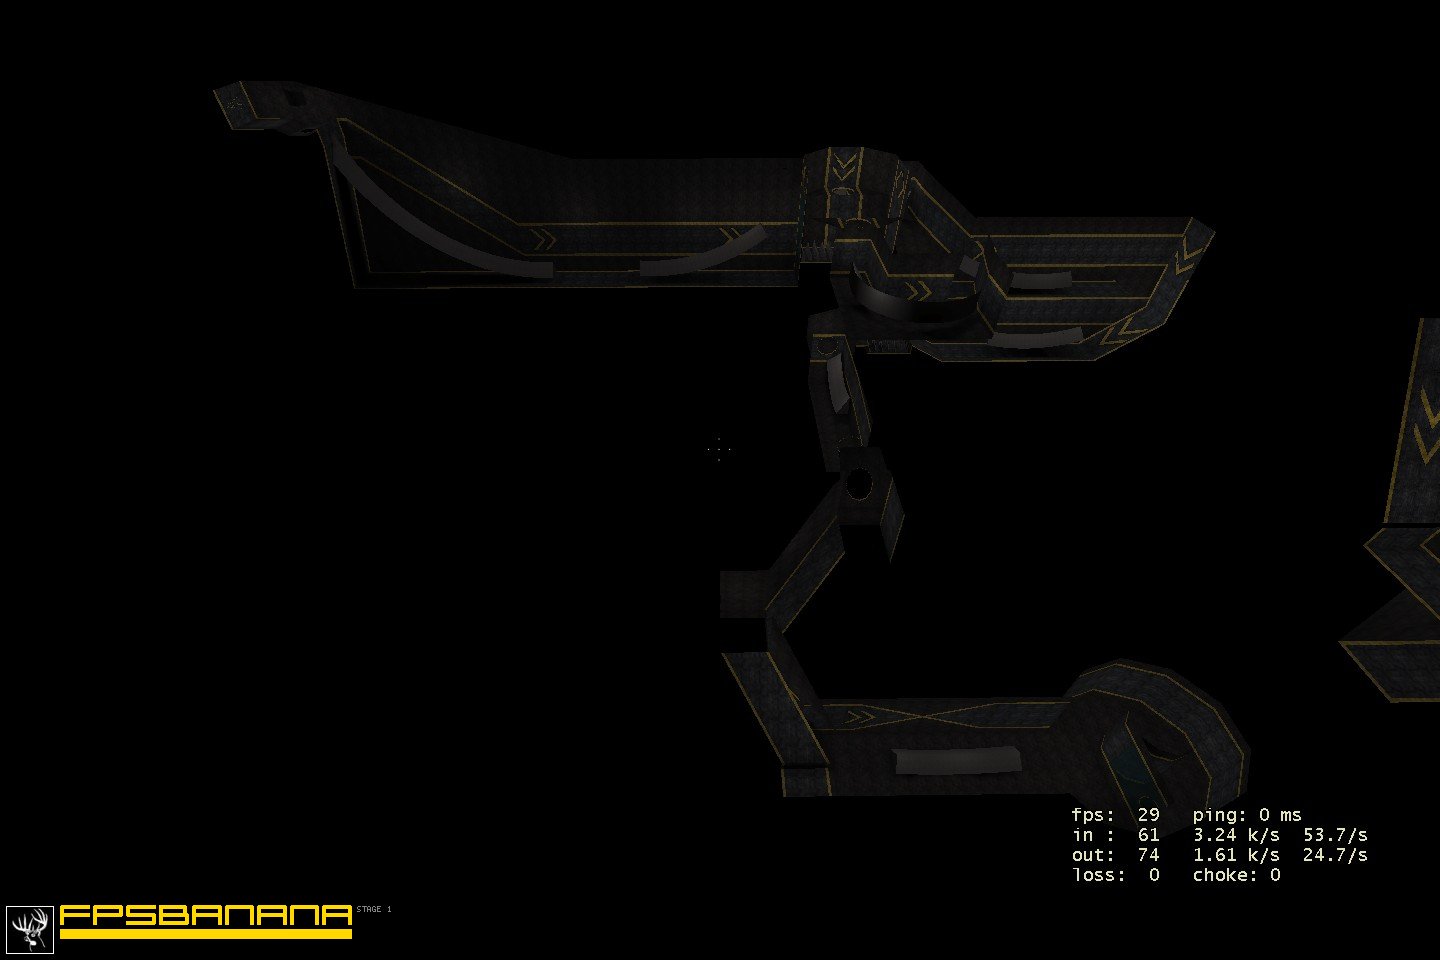 fps: 29 ping: 0 ms
in : 61 3.24 k/s 53.7/s
out: 74 1.61 k/s 24.7/s
loss: 0 choke: 0
FPSBANANA STAGE 1